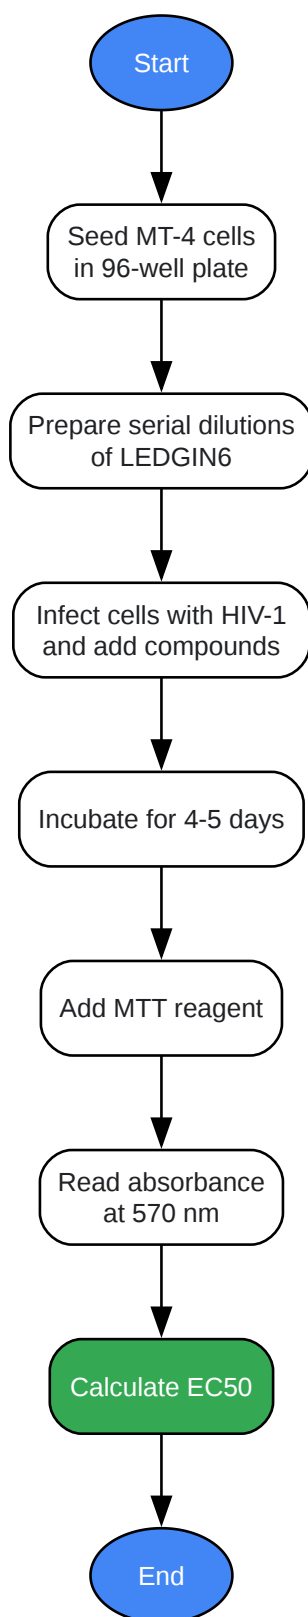 Start
Seed MT-4 cells
in 96-well plate
Prepare serial dilutions
of LEDGIN6
Infect cells with HIV-1
and add compounds
Incubate for 4-5 days
Add MTT reagent
Read absorbance
at 570 nm
Calculate EC50
End